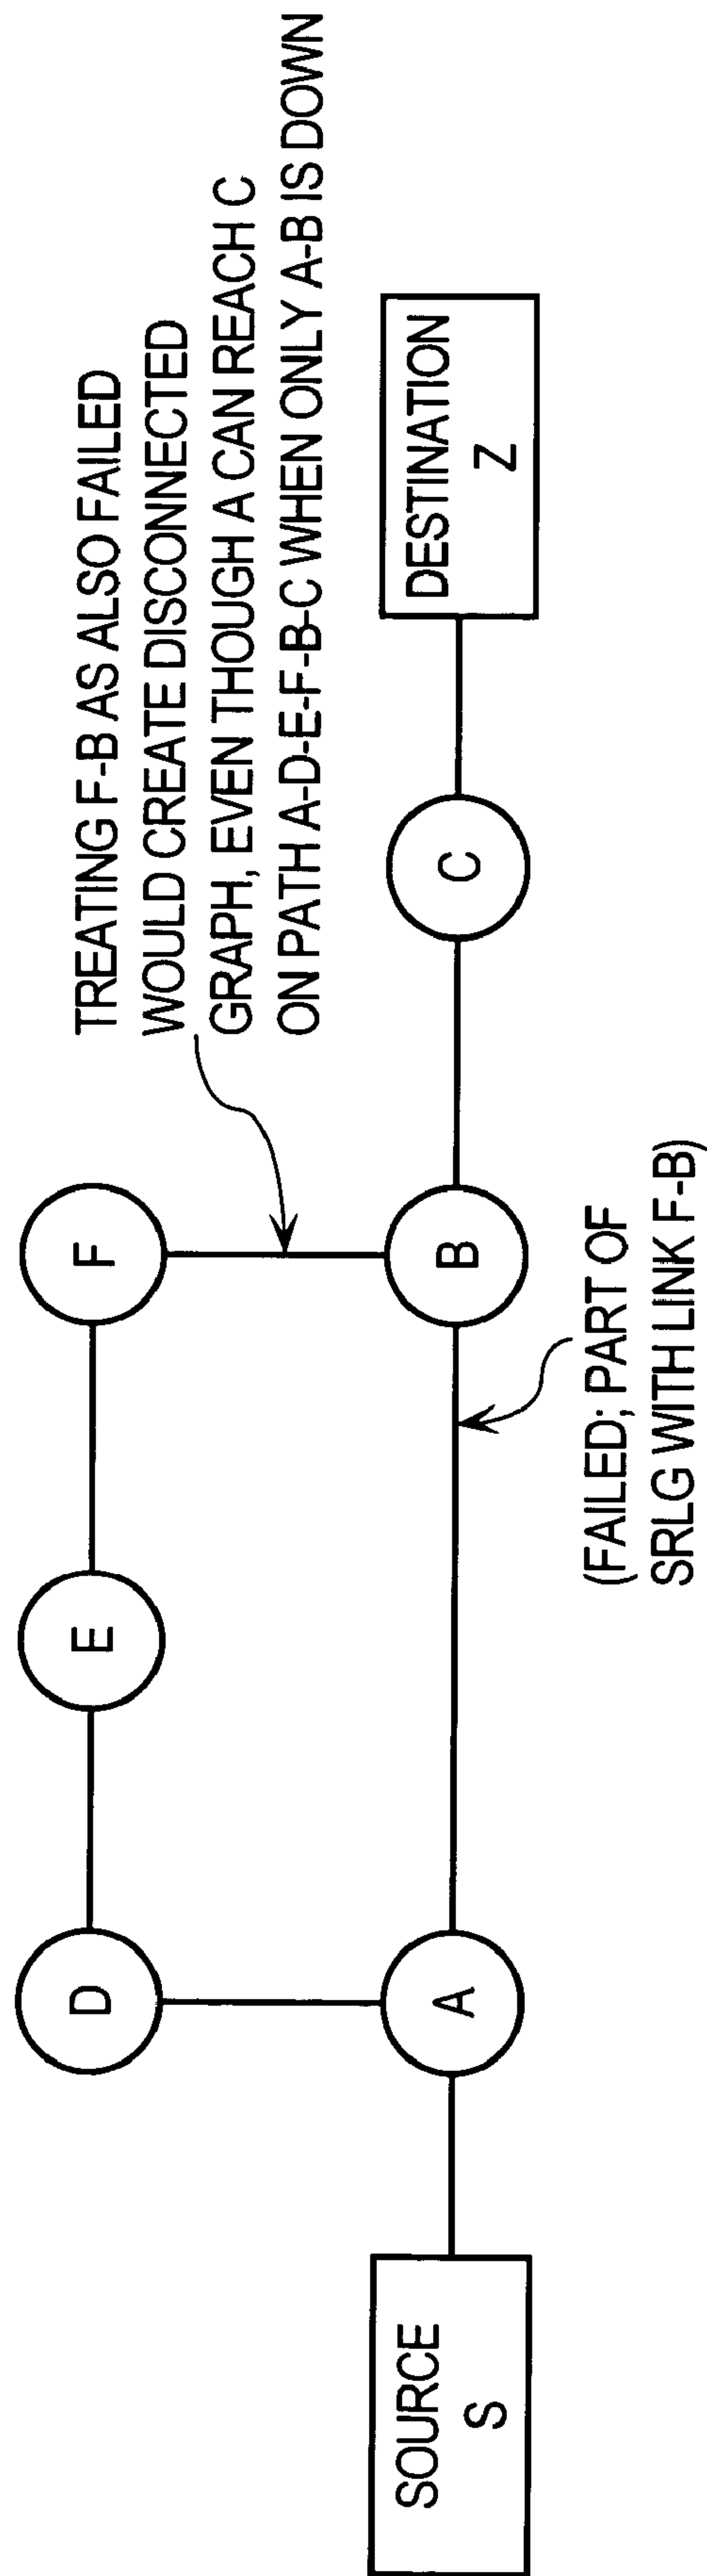 TREATING F-B AS ALSO FAILED
WOULD CREATE DISCONNECTED
GRAPH, EVEN THOUGH A CAN REACH C
ON PATH A-D-E-F-B-C WHEN ONLY A-B IS DOWN
D
E
F
SOURCE
S
A
B
C
DESTINATION
Z
(FAILED; PART OF
SRLG WITH LINK F-B)